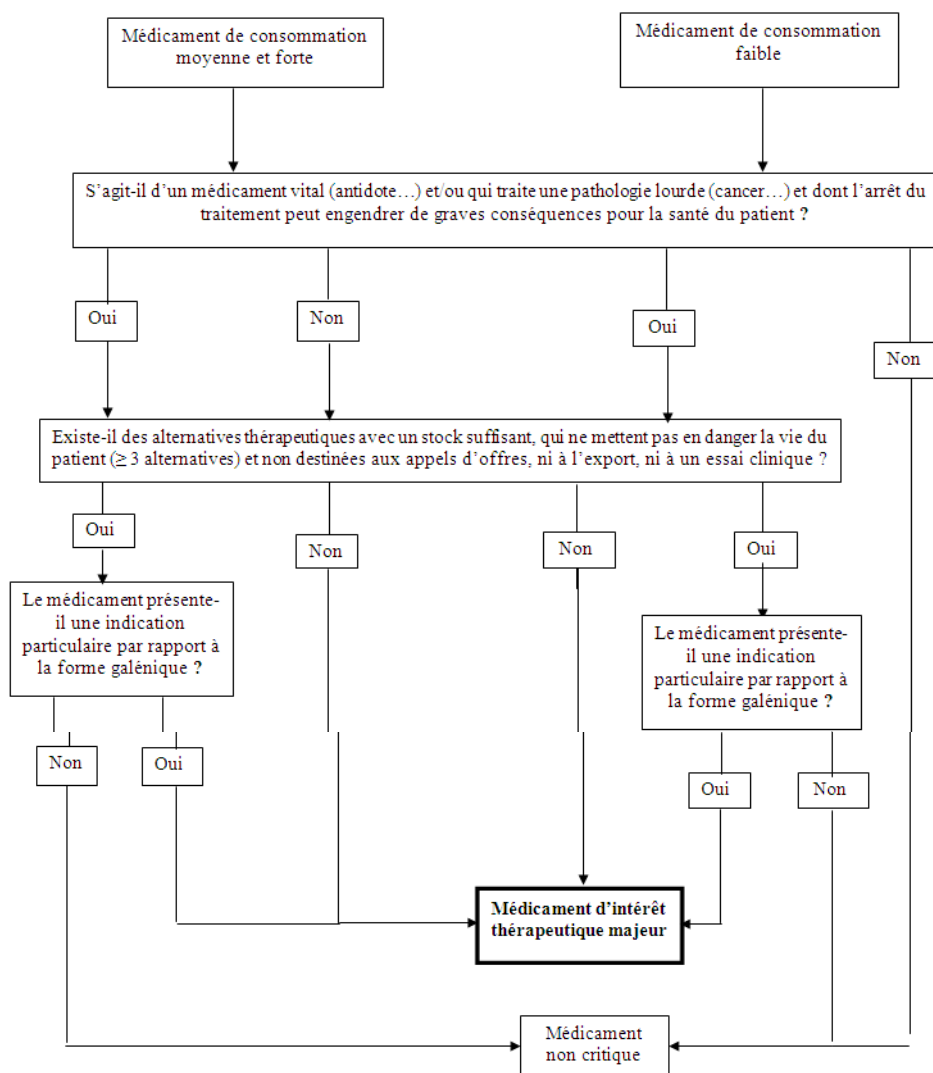 Médicament de consommation
moyenne et forte
Médicament de consommation
faible
S’agit-il d’un médicament vital (antidote…) et/ou qui traite une pathologie lourde (cancer…) et dont l’arrêt du
traitement peut engendrer de graves conséquences pour la santé du patient ?
Oui
Non
Oui
Non
Existe-il des alternatives thérapeutiques avec un stock suffisant, qui ne mettent pas en danger la vie du
patient (≥ 3 alternatives) et non destinées aux appels d’offres, ni à l’export, ni à un essai clinique ?
Oui
Non
Non
Oui
Le médicament présente-
il une indication
particulière par rapport à
la forme galénique ?
Le médicament présente-
il une indication
particulière par rapport à
la forme galénique ?
Non
Oui
Oui
Non
Médicament d’intérêt
thérapeutique majeur
Médicament
non critique